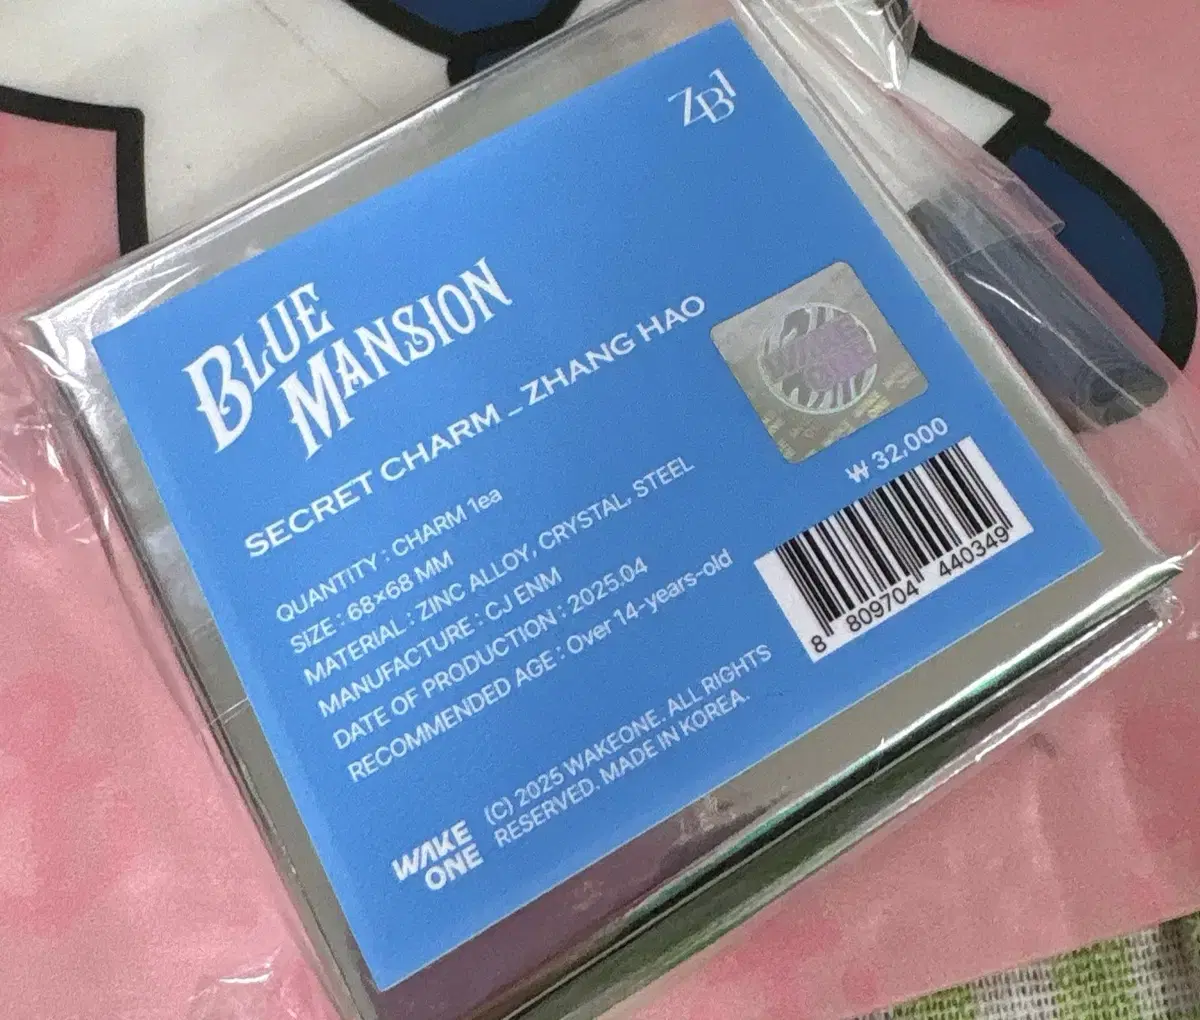 ZB1
BLUE
MANSION
SECRET CHARM _ ZHANG HAO
QUANTITY : CHARM 1ea
SIZE : 68×68 MM
MATERIAL : ZINC ALLOY, CRYSTAL, STEEL
MANUFACTURE : CJ ENM
DATE OF PRODUCTION : 2025.04
RECOMMENDED AGE : Over 14-years-old
WAKE
ONE
₩ 32,000
8 809704 440349
WAKE
ONE
(C) 2025 WAKEONE. ALL RIGHTS
RESERVED. MADE IN KOREA.